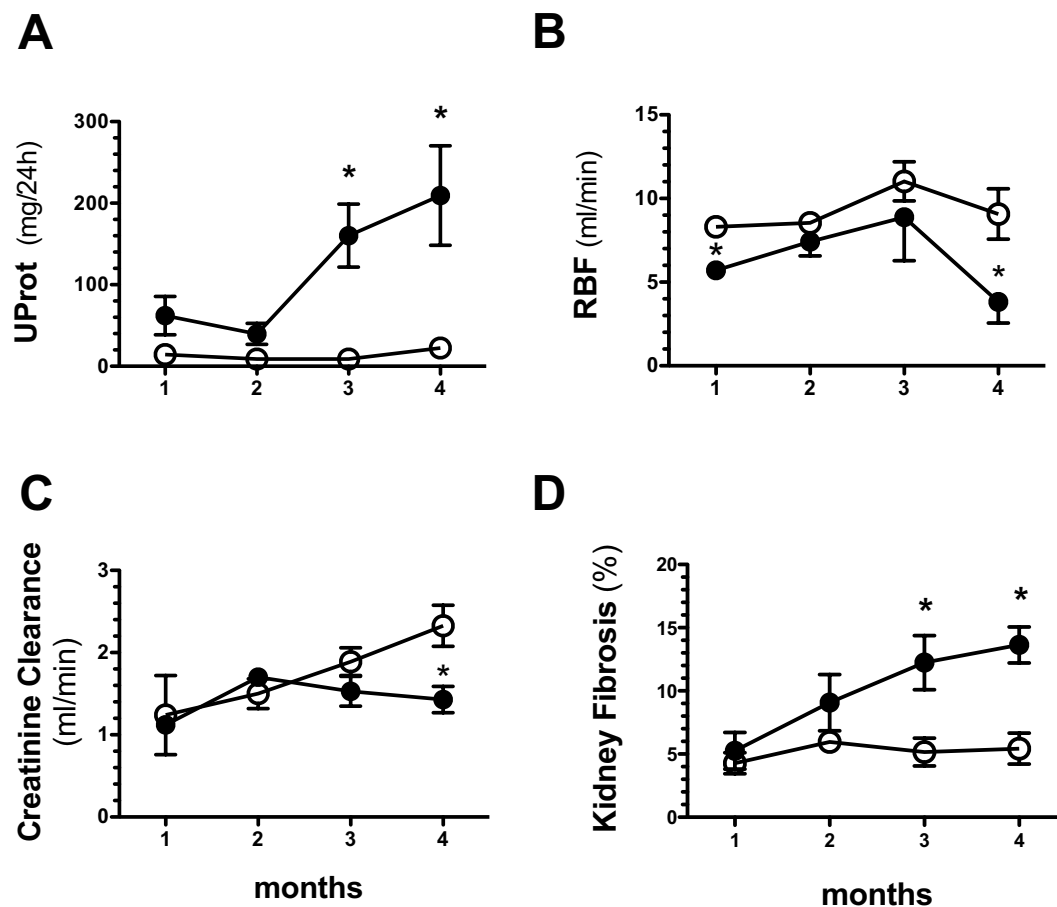 A
UProt (mg/24h)
300
200
100
0
*
*
1 2 3 4
B
RBF (ml/min)
15
10
5
0
*
*
1 2 3 4
C
Creatinine Clearance
(ml/min)
3
2
1
0
*
1 2 3 4
months
D
Kidney Fibrosis (%)
20
15
10
5
0
*
*
1 2 3 4
months